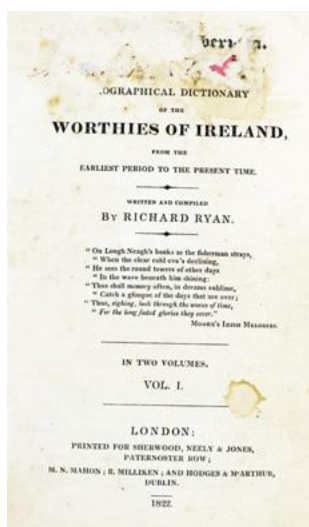 OGRAPHICAL DICTIONARY
OF THE
WORTHIES OF IRELAND,
FROM THE
EARLIEST PERIOD TO THE PRESENT TIME.
WRITTEN AND COMPILED
BY RICHARD RYAN.
"On Lough Neagh's banks as the fisherman strays,
"When the clear cold eve's declining,
"He sees the round towers of other days
"In the wave beneath him shining:
"Thus shall memory often, in dreams sublime,
"Catch a glimpse of the days that are over;
"Thus, sighing, look through the waves of time,
"For the long faded glories they cover."
MOORE'S IRISH MELODIES.
IN TWO VOLUMES.
VOL. I.
LONDON:
PRINTED FOR SHERWOOD, NEELY & JONES,
PATERNOSTER ROW;
M. N. MAHON; R. MILLIKEN; AND HODGES & M'ARTHUR,
DUBLIN.
1822.